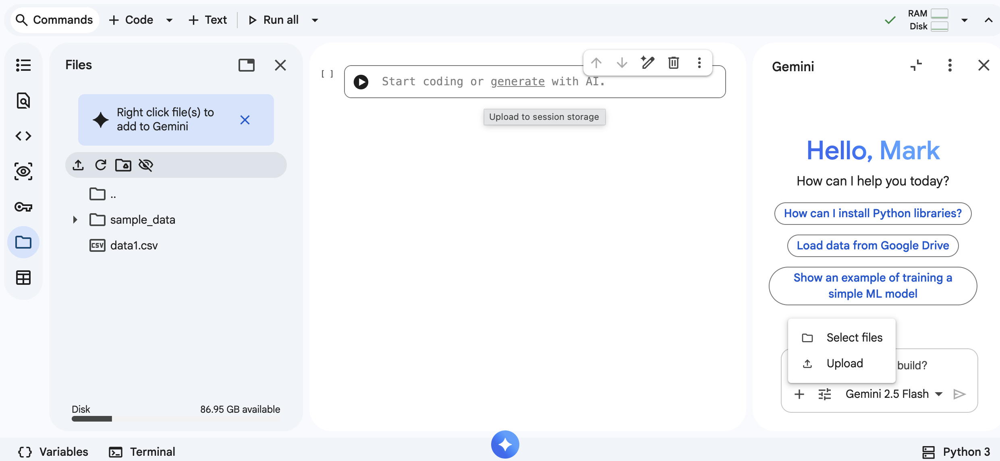 Commands
Code
Text
Run all
RAM
Disk
Files
Right click file(s) to
add to Gemini
..
sample_data
CSV
data1.csv
Disk
86.95 GB available
[ ]
Start coding or generate with AI.
Upload to session storage
Gemini
Hello, Mark
How can I help you today?
How can I install Python libraries?
Load data from Google Drive
Show an example of training a
simple ML model
Select files
Upload
build?
Gemini 2.5 Flash
Variables
Terminal
Python 3